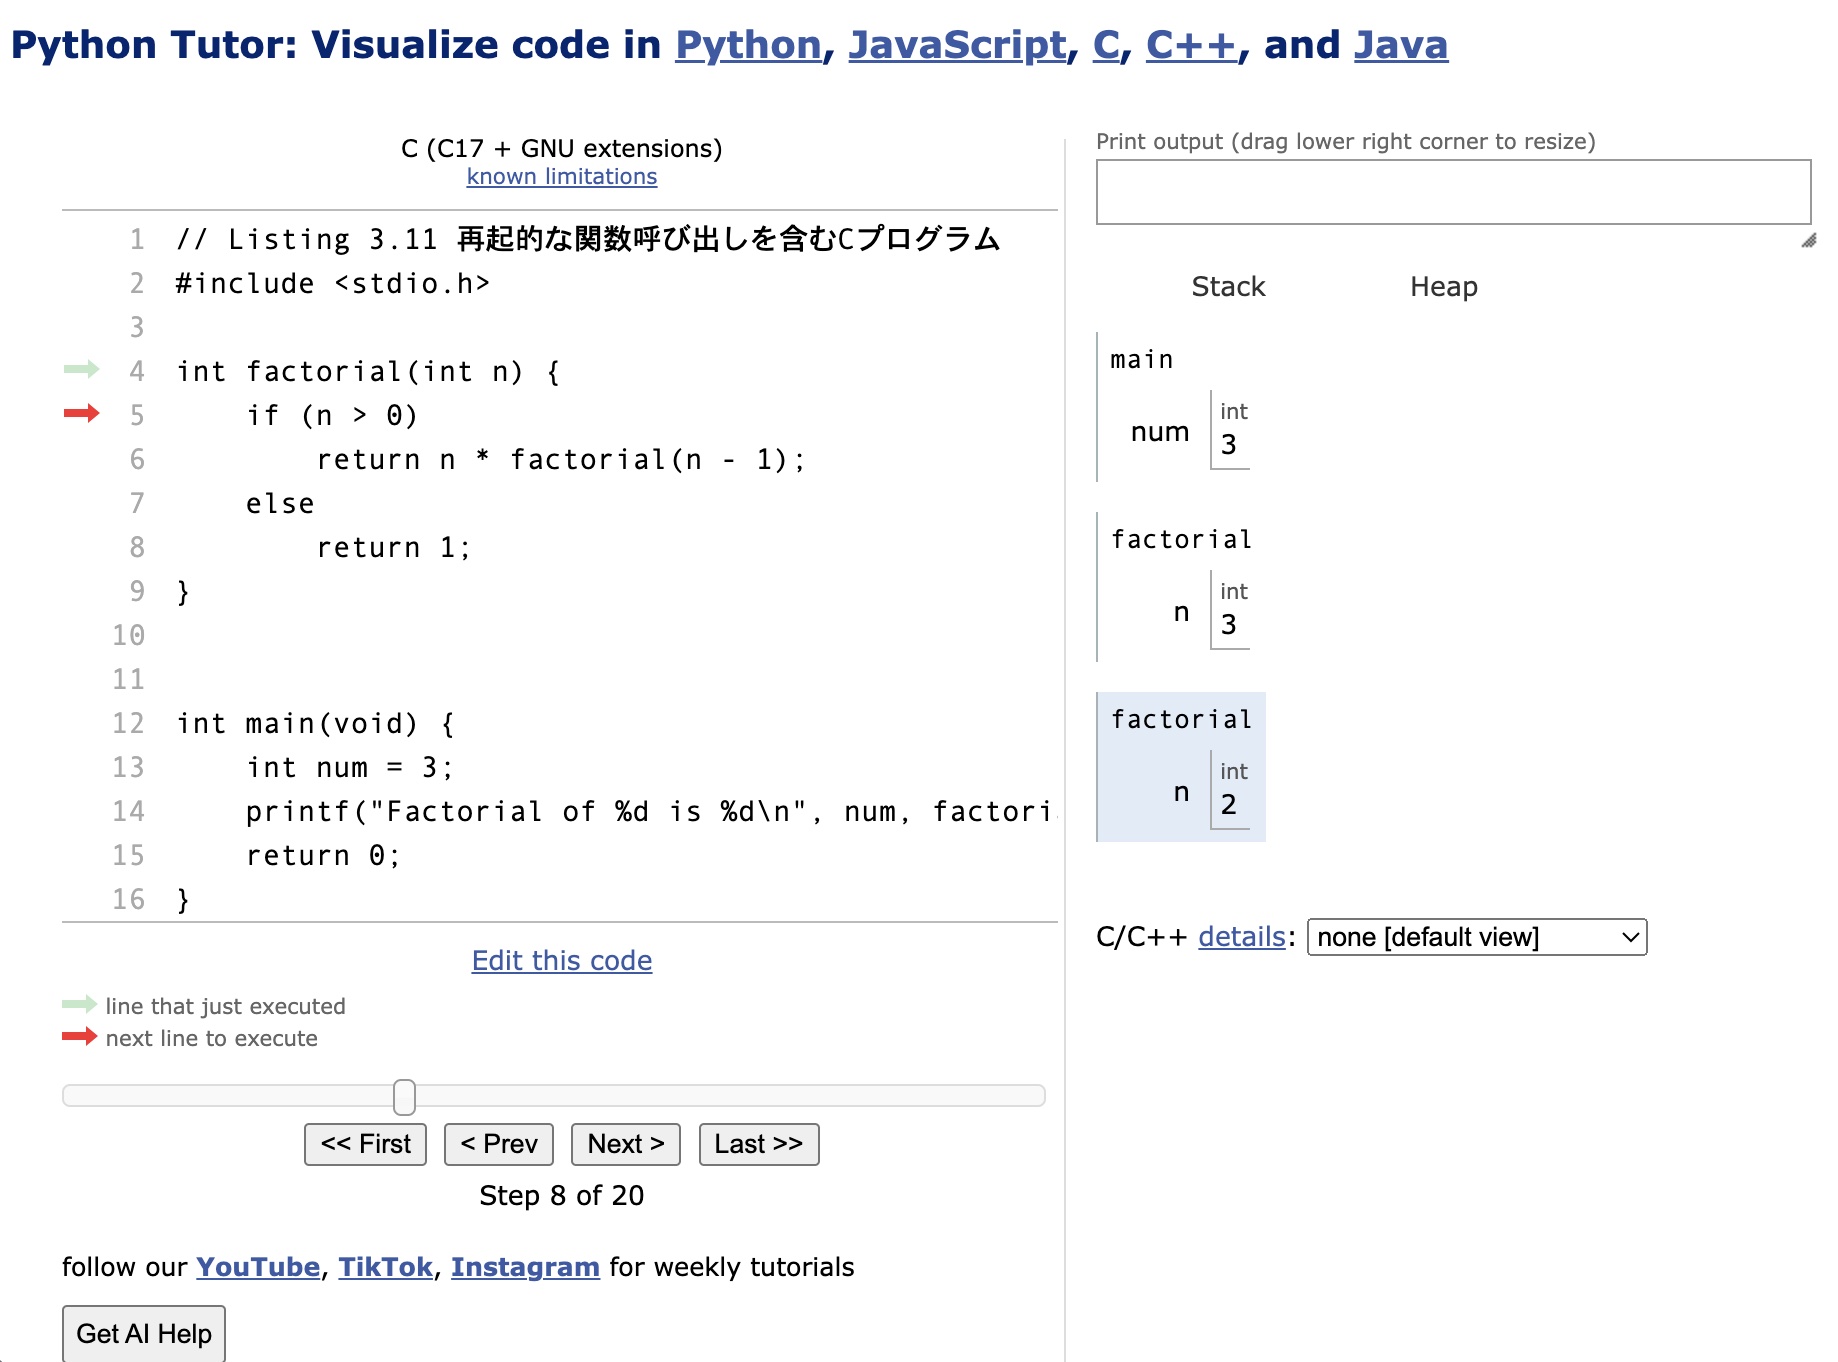 Python Tutor: Visualize code in Python, JavaScript, C, C++, and Java
C (C17 + GNU extensions)
known limitations
1 // Listing 3.11 再起的な関数呼び出しを含むCプログラム
2 #include <stdio.h>
3
4 int factorial(int n) {
5     if (n > 0)
6         return n * factorial(n - 1);
7     else
8         return 1;
9 }
10
11
12 int main(void) {
13     int num = 3;
14     printf("Factorial of %d is %d\n", num, factori
15     return 0;
16 }
Edit this code
line that just executed
next line to execute
<< First
< Prev
Next >
Last >>
Step 8 of 20
follow our YouTube, TikTok, Instagram for weekly tutorials
Get AI Help
Print output (drag lower right corner to resize)
Stack Heap
main
int
num 3
factorial
int
n 3
factorial
int
n 2
C/C++ details: none [default view]